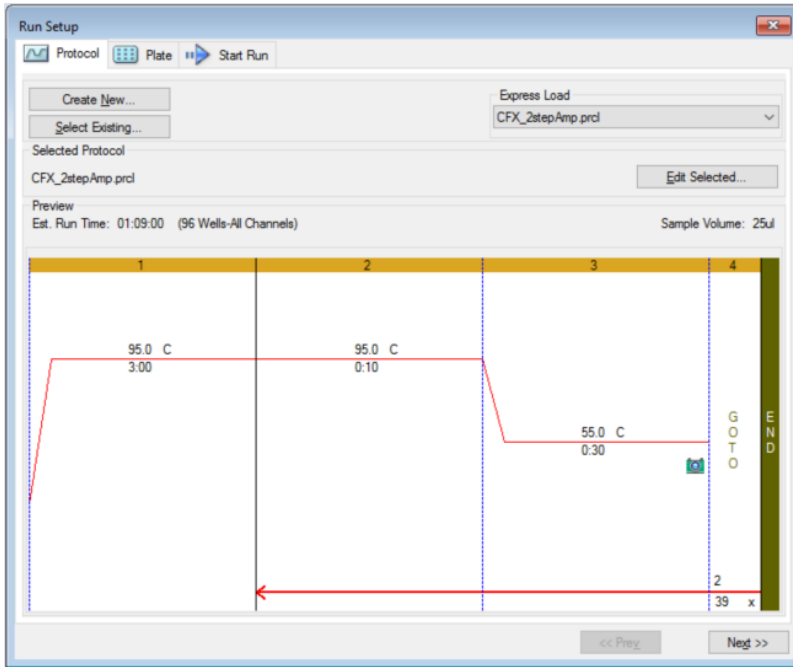 Run Setup
Protocol Plate Start Run
Create New...
Select Existing...
Express Load
CFX_2stepAmp.prcl
Selected Protocol
CFX_2stepAmp.prcl
Edit Selected...
Preview
Est. Run Time: 01:09:00 (96 Wells-All Channels) Sample Volume: 25ul
1 2 3 4
95.0 C
3:00
95.0 C
0:10
55.0 C
0:30
GOTO
END
2
39 x
<< Prev Next >>